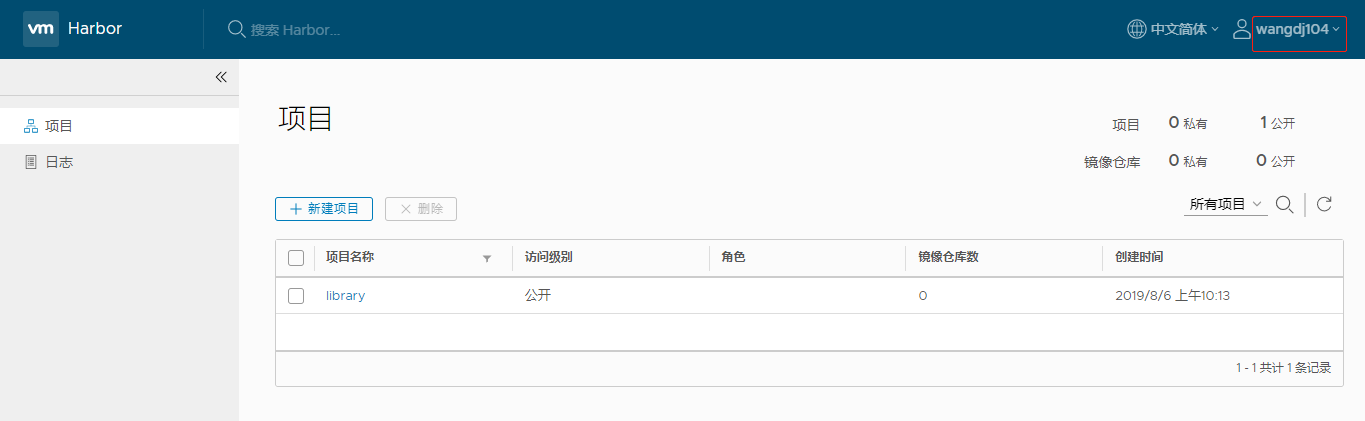 vm Harbor 搜索 Harbor... 中文简体 wangdj104
项目
日志
项目
项目 0 私有 1 公开
镜像仓库 0 私有 0 公开
新建项目 删除 所有项目
项目名称 访问级别 角色 镜像仓库数 创建时间
library 公开 0 2019/8/6 上午10:13
1 - 1 共计 1 条记录